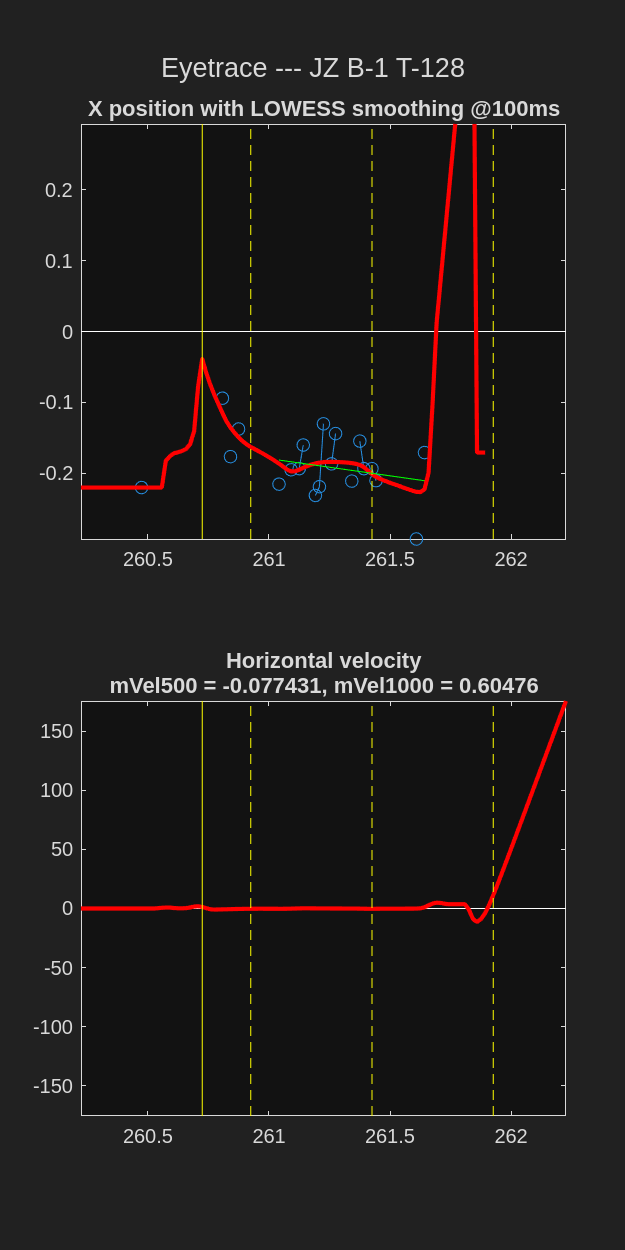 Eyetrace --- JZ B-1 T-128
X position with LOWESS smoothing @100ms
0.2
0.1
0
-0.1
-0.2
260.5 261 261.5 262
Horizontal velocity
mVel500 = -0.077431, mVel1000 = 0.60476
150
100
50
0
-50
-100
-150
260.5 261 261.5 262